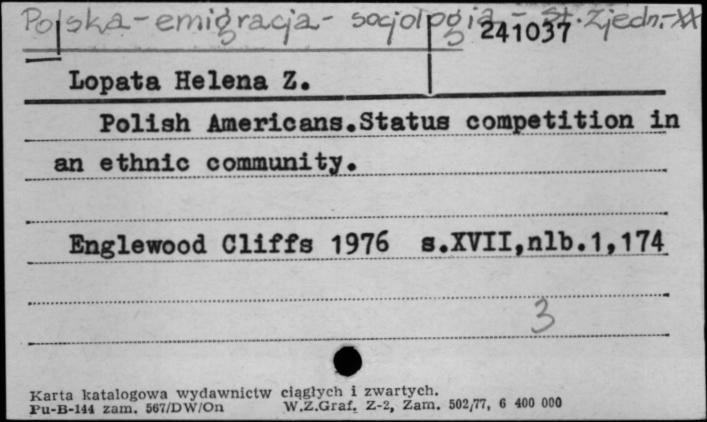 Polska - emigracja - socjologia - St. Zjedn. - XX
241037
Lopata Helena Z.
Polish Americans.Status competition in
an ethnic community.
Englewood Cliffs 1976 s.XVII,nlb.1,174
3
Karta katalogowa wydawnictw ciągłych i zwartych.
Pu-B-144 zam. 567/DW/On W.Z.Graf. Z-2, Zam. 502/77, 6 400 000